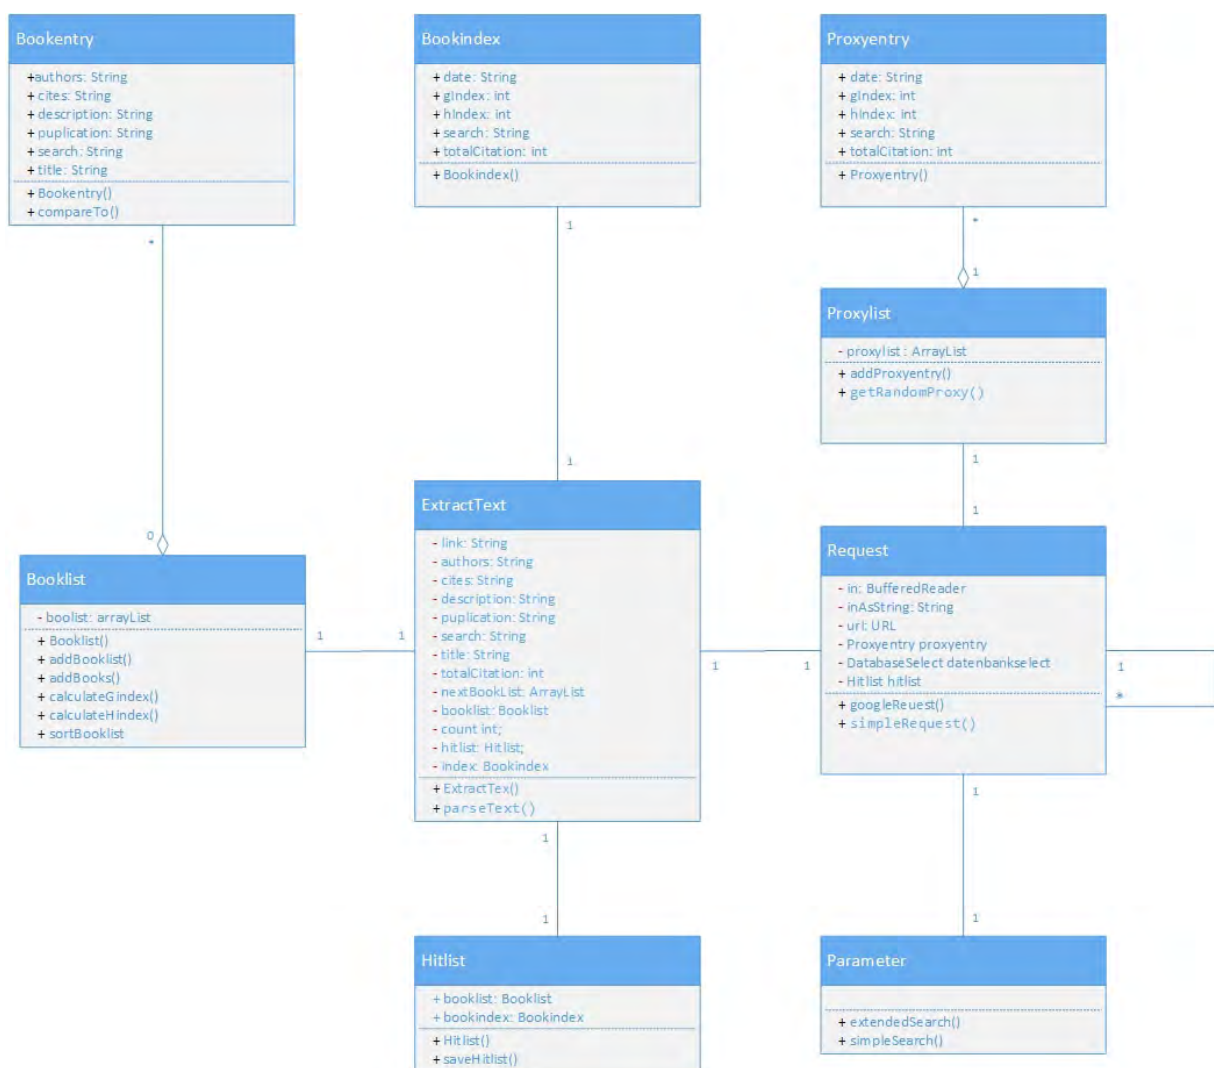 Bookentry
+authors: String
+ cites: String
+ description: String
+ puplication: String
+ search: String
+ title: String
+ Bookentry()
+ compareTo()
*
0
Booklist
- boolist: arrayList
+ Booklist()
+ addBooklist()
+ addBooks()
+ calculateGindex()
+ calculateHindex()
+ sortBooklist
1
1
Bookindex
+ date: String
+ gIndex: int
+ hIndex: int
+ search: String
+ totalCitation: int
+ Bookindex()
1
1
ExtractText
- link: String
- authors: String
- cites: String
- description: String
- puplication: String
- search: String
- title: String
- totalCitation: int
- nextBookList: ArrayList
- booklist: Booklist
- count int;
- hitlist: Hitlist;
- index: Bookindex
+ ExtractTex()
+ parseText()
1
1
1
1
Hitlist
+ booklist: Booklist
+ bookindex: Bookindex
+ Hitlist()
+ saveHitlist()
Proxyentry
+ date: String
+ gIndex: int
+ hIndex: int
+ search: String
+ totalCitation: int
+ Proxyentry()
*
1
Proxylist
- proxylist : ArrayList
+ addProxyentry()
+ getRandomProxy()
1
1
Request
- in: BufferedReader
- inAsString: String
- url: URL
- Proxyentry proxyentry
- DatabaseSelect datenbankselect
- Hitlist hitlist
+ googleReuest()
+ simpleRequest()
1
*
1
1
Parameter
+ extendedSearch()
+ simpleSearch()